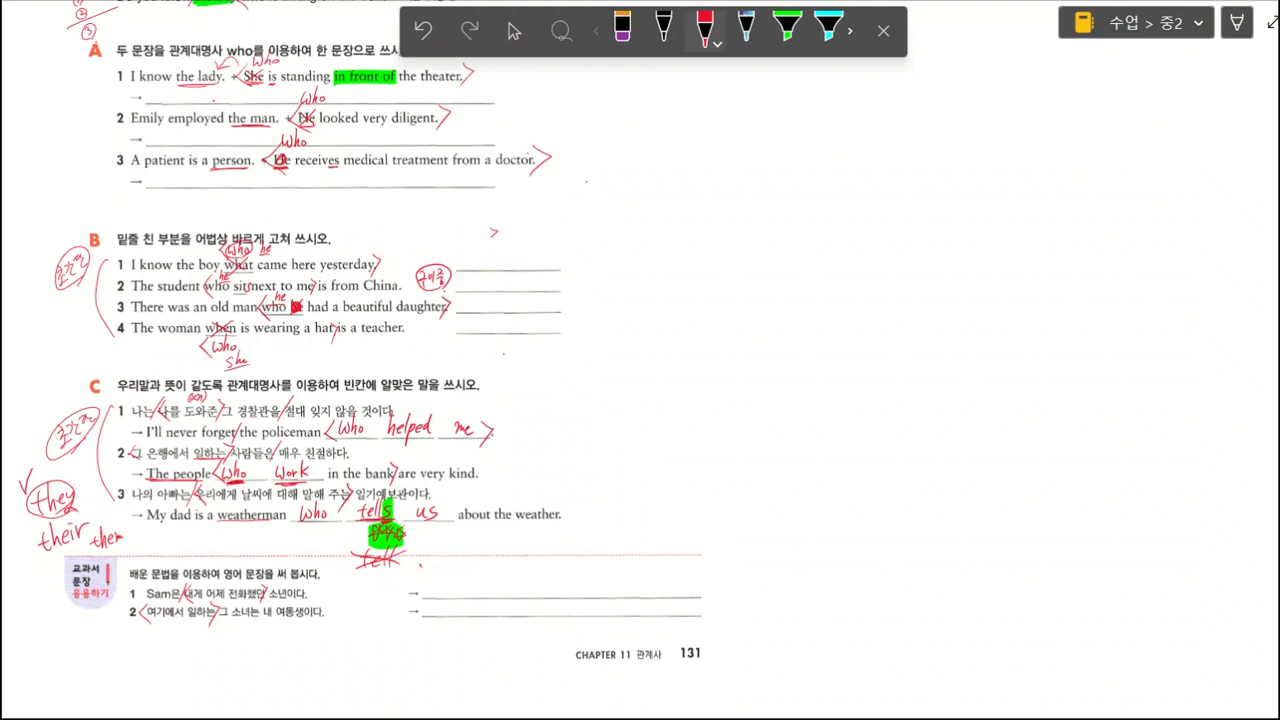 수업 > 중2
①
②
③
A 두 문장을 관계대명사 who를 이용하여 한 문장으로 쓰시
who
1 I know the lady. + She is standing in front of the theater.
→
who
2 Emily employed the man. + He looked very diligent.
→
who
3 A patient is a person. + He receives medical treatment from a doctor.
→
B 밑줄 친 부분을 어법상 바르게 고쳐 쓰시오.
who he
1 I know the boy what came here yesterday.
he
2 The student who sits next to me is from China.
he
3 There was an old man who he had a beautiful daughter.
4 The woman when is wearing a hat is a teacher.
who
she
C 우리말과 뜻이 같도록 관계대명사를 이용하여 빈칸에 알맞은 말을 쓰시오.
1 나는 나를 도와준 그 경찰관을 절대 잊지 않을 것이다.
→ I'll never forget the policeman who helped me .
2 그 은행에서 일하는 사람들은 매우 친절하다.
→ The people who work in the bank are very kind.
3 나의 아빠는 우리에게 날씨에 대해 말해 주는 일기예보관이다.
→ My dad is a weatherman who tells us about the weather.
tell
they
their them
교과서
문장
응용하기
배운 문법을 이용하여 영어 문장을 써 봅시다.
1 Sam은 내게 어제 전화했던 소년이다. →
2 여기에서 일하는 그 소녀는 내 여동생이다. →
CHAPTER 11 관계사 131